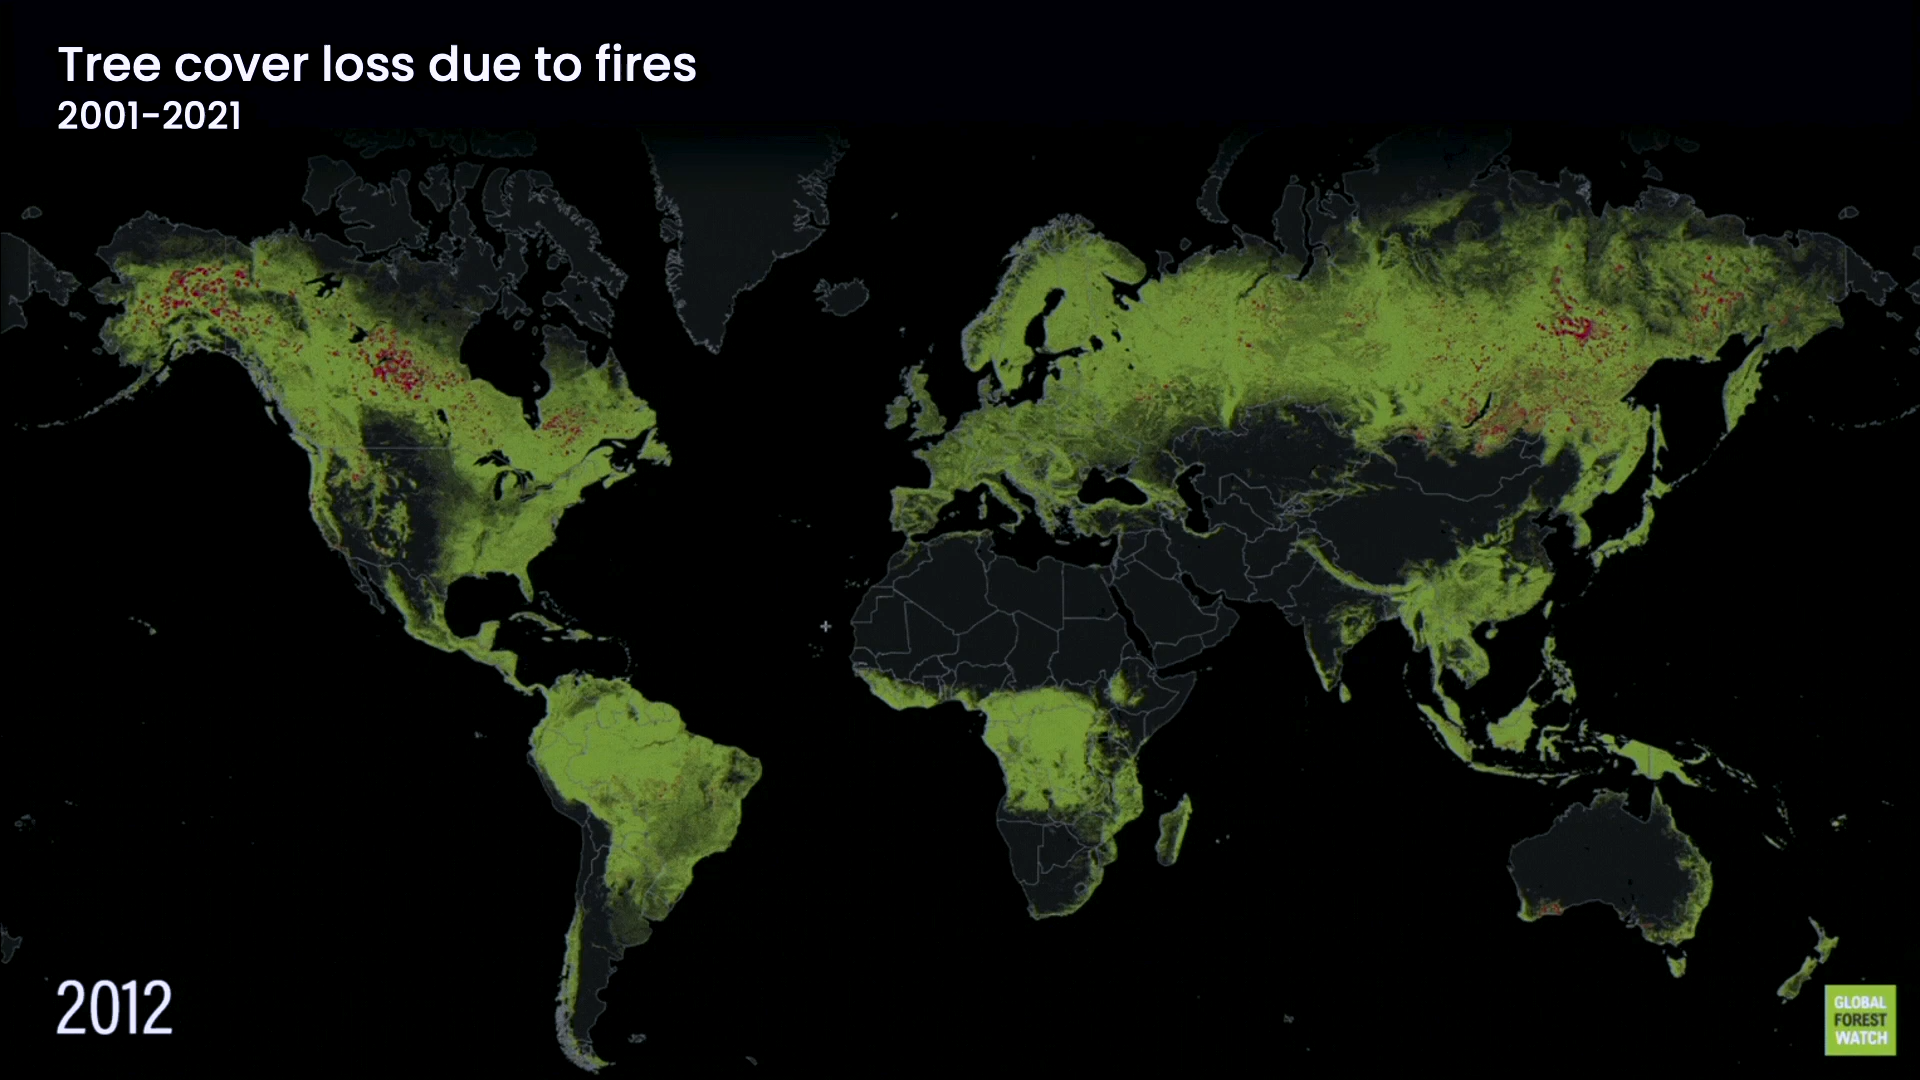 Tree cover loss due to fires
2001-2021
2012
GLOBAL
FOREST
WATCH